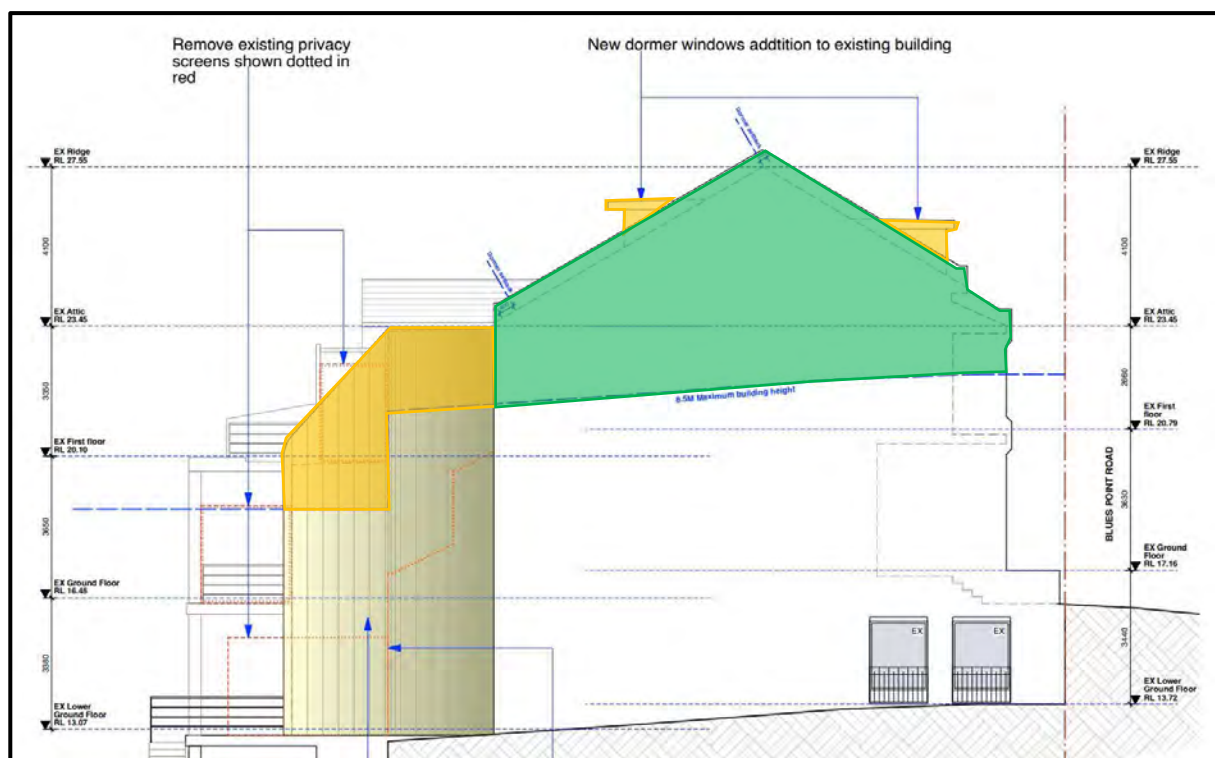 Remove existing privacy
screens shown dotted in
red
New dormer windows addtition to existing building
Dormer setback
EX Ridge
RL 27.55
EX Ridge
RL 27.55
4100
4100
Dormer setback
EX Attic
RL 23.45
EX Attic
RL 23.45
3350
2660
8.5M Maximum building height
EX First
floor
RL 20.79
EX First floor
RL 20.10
BLUES POINT ROAD
3650
3630
EX Ground
Floor
RL 17.16
EX Ground Floor
RL 16.45
EX
EX
3380
3440
EX Lower
Ground Floor
RL 13.72
EX Lower
Ground Floor
RL 13.07